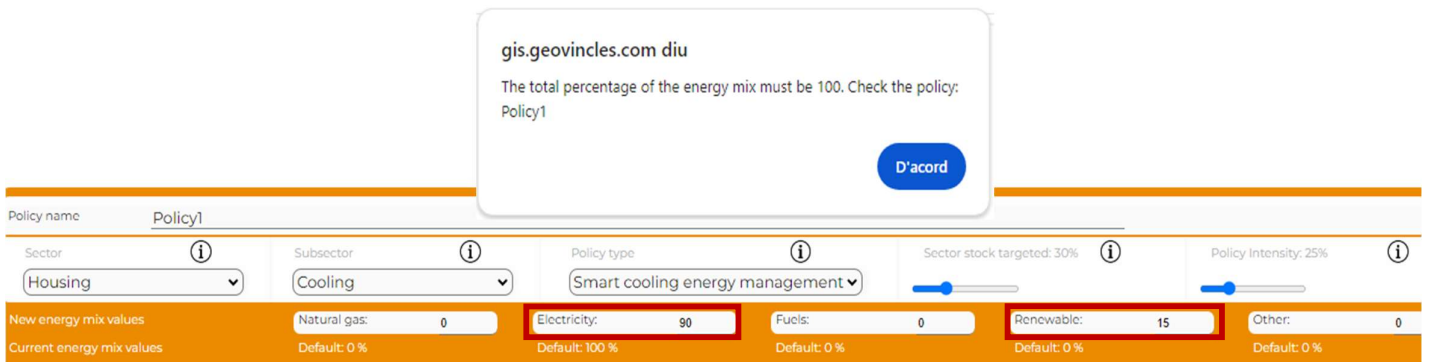 gis.geovincles.com diu
The total percentage of the energy mix must be 100. Check the policy:
Policy1
D'acord
Policy name Policy1
Sector i Subsector i Policy type i Sector stock targeted: 30% i Policy Intensity: 25% i
Housing Cooling Smart cooling energy management
New energy mix values Natural gas: 0 Electricity: 90 Fuels: 0 Renewable: 15 Other: 0
Current energy mix values Default: 0 % Default: 100 % Default: 0 % Default: 0 % Default: 0 %